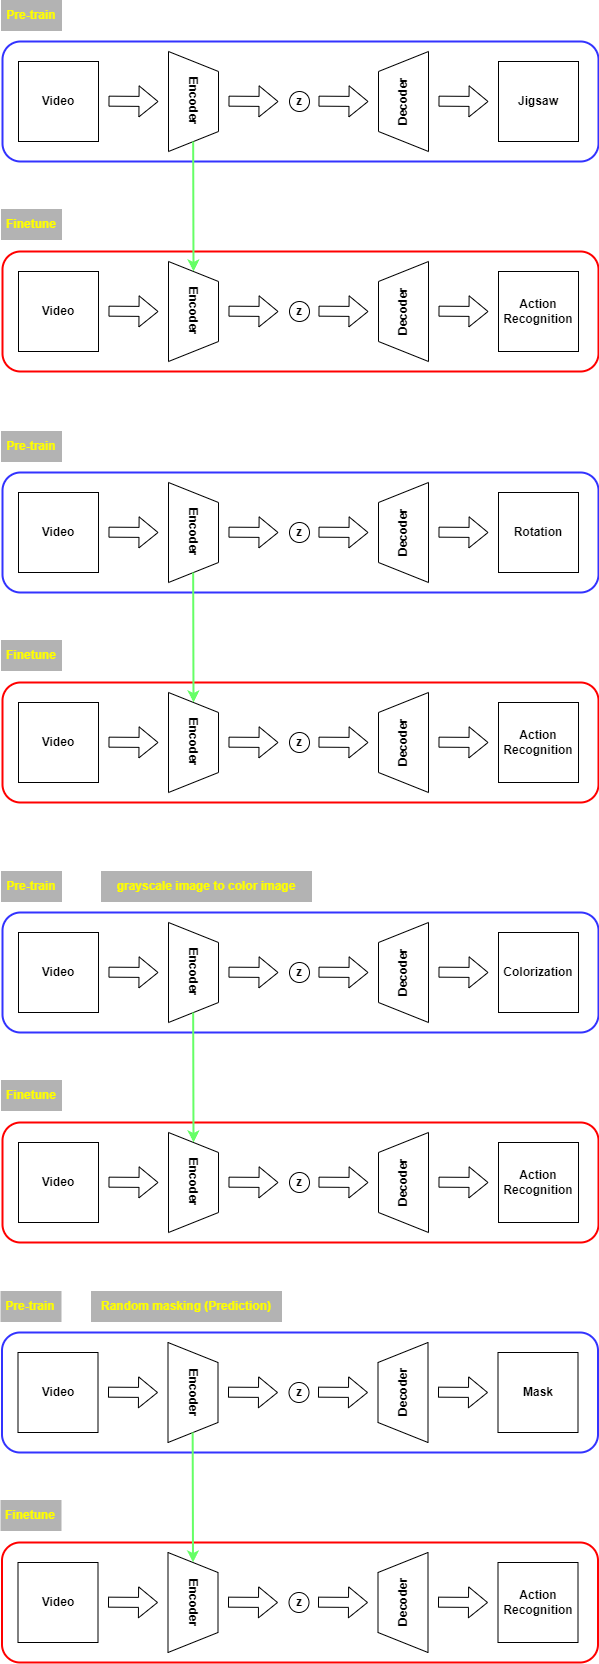 Pre-train
Video
Encoder
z
Decoder
Jigsaw
Finetune
Video
Encoder
z
Decoder
Action
Recognition
Pre-train
Video
Encoder
z
Decoder
Rotation
Finetune
Video
Encoder
z
Decoder
Action
Recognition
Pre-train
grayscale image to color image
Video
Encoder
z
Decoder
Colorization
Finetune
Video
Encoder
z
Decoder
Action
Recognition
Pre-train
Random masking (Prediction)
Video
Encoder
z
Decoder
Mask
Finetune
Video
Encoder
z
Decoder
Action
Recognition